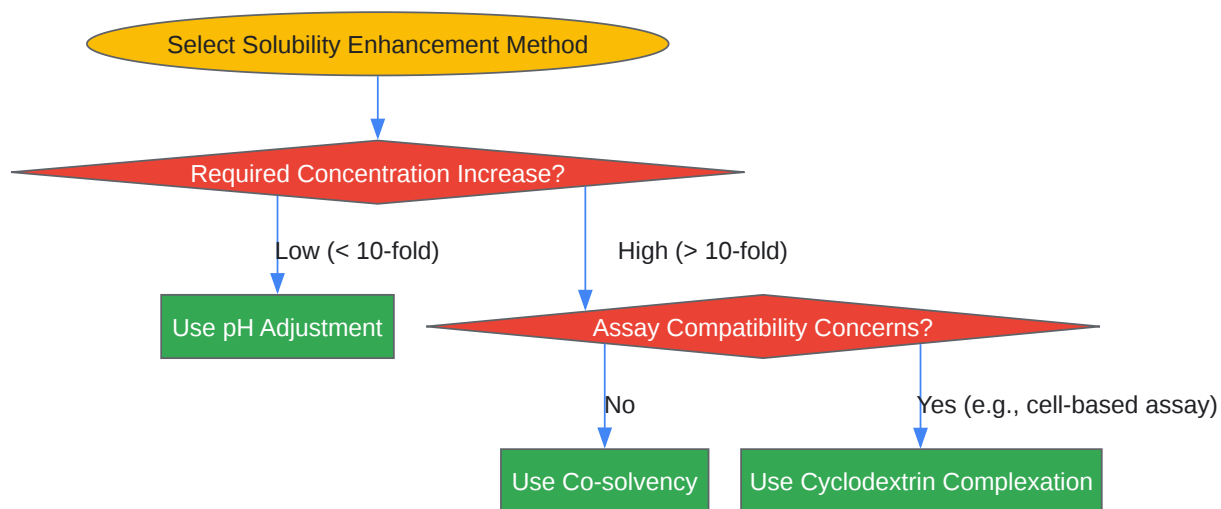 Select Solubility Enhancement Method
Required Concentration Increase?
Low (< 10-fold)
High (> 10-fold)
Use pH Adjustment
Assay Compatibility Concerns?
No
Yes (e.g., cell-based assay)
Use Co-solvency
Use Cyclodextrin Complexation